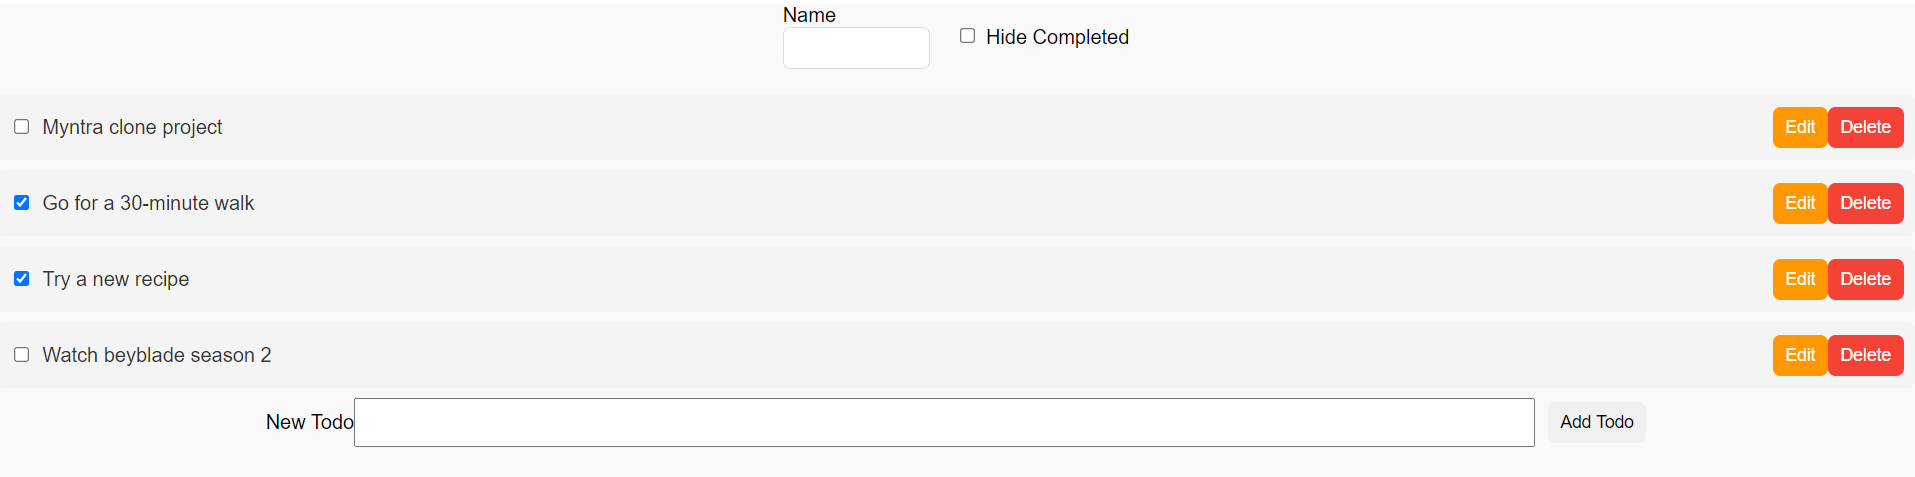 Name
Hide Completed
Myntra clone project Edit Delete
Go for a 30-minute walk Edit Delete
Try a new recipe Edit Delete
Watch beyblade season 2 Edit Delete
New Todo Add Todo